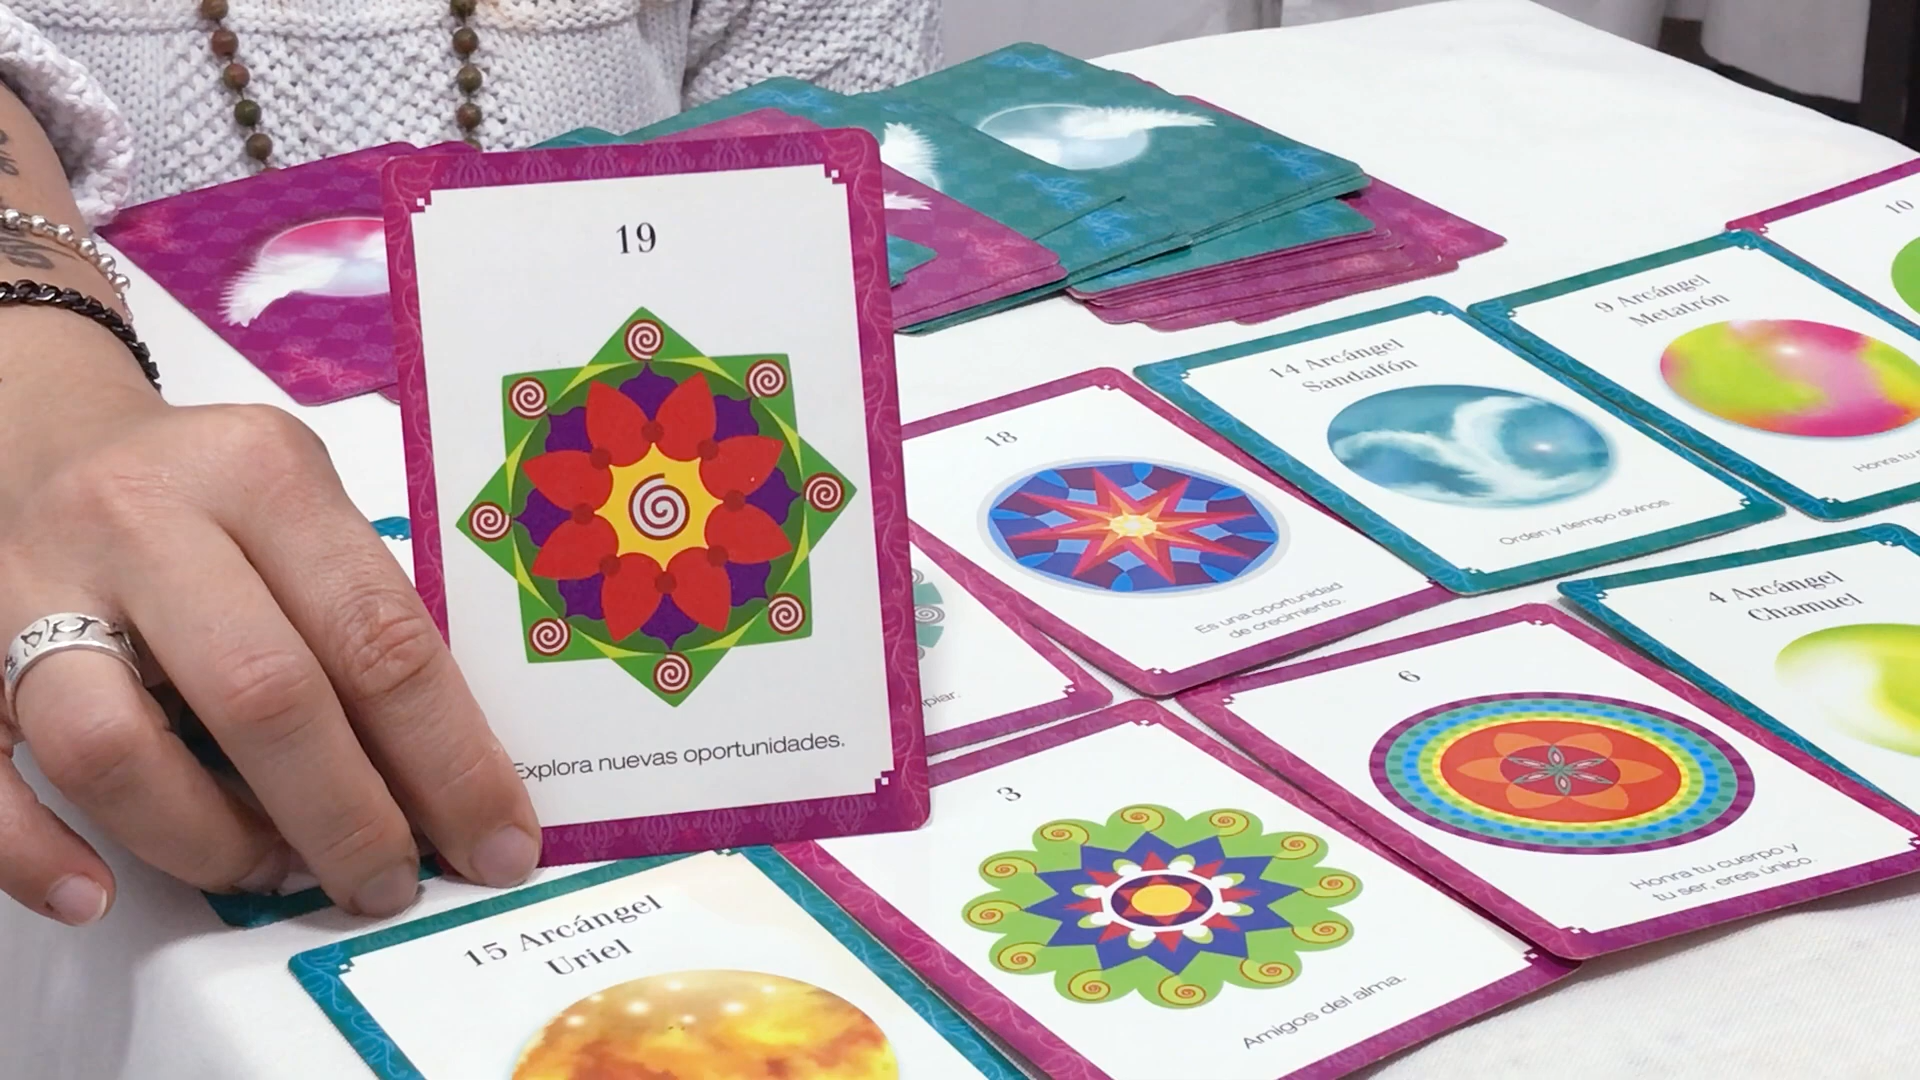 19
Explora nuevas oportunidades.
10
9 Arcángel
Metatrón
Honra tu
14 Arcángel
Sandalfón
Orden y tiempo divinos.
18
Es una oportunidad
de crecimiento.
4 Arcángel
Chamuel
6
Honra tu cuerpo y
tu ser, eres único.
3
Amigos del alma.
15 Arcángel
Uriel